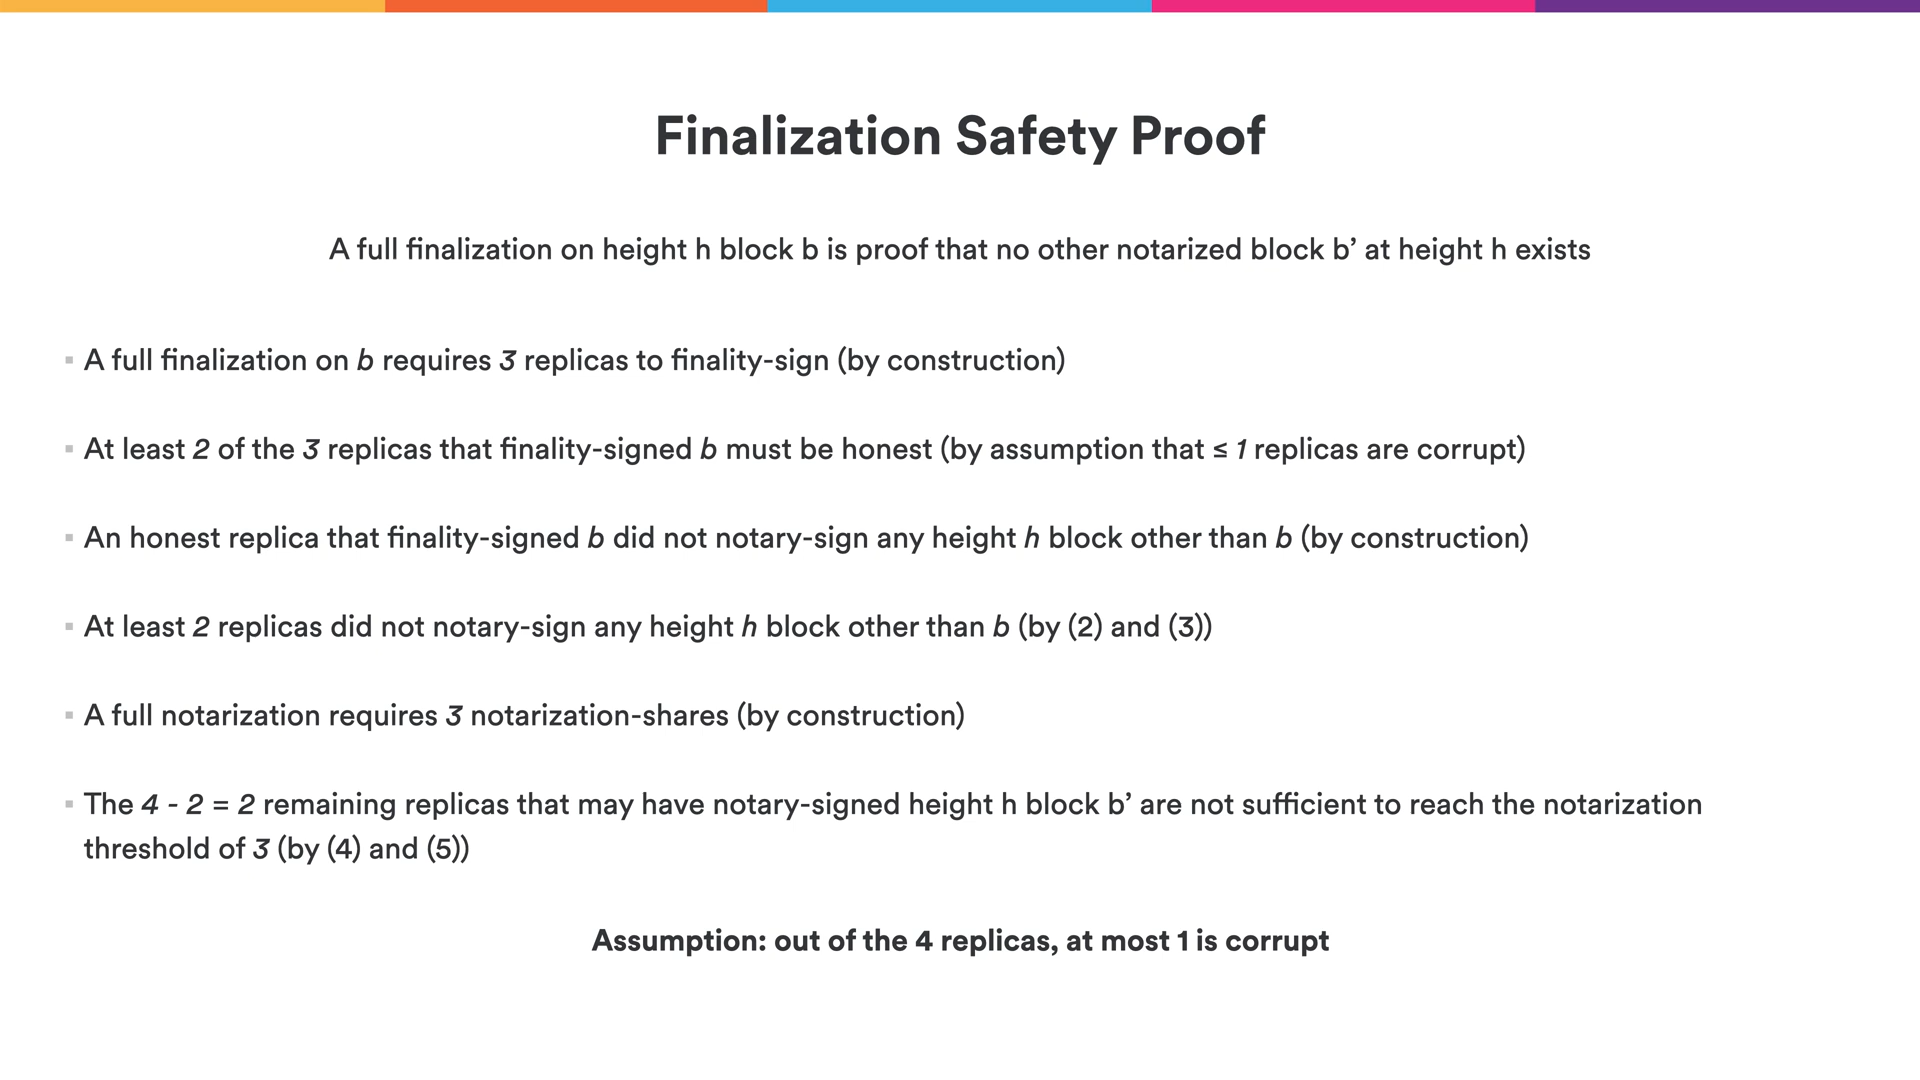 Finalization Safety Proof
A full finalization on height h block b is proof that no other notarized block b’ at height h exists
▪ A full finalization on b requires 3 replicas to finality-sign (by construction)
▪ At least 2 of the 3 replicas that finality-signed b must be honest (by assumption that ≤ 1 replicas are corrupt)
▪ An honest replica that finality-signed b did not notary-sign any height h block other than b (by construction)
▪ At least 2 replicas did not notary-sign any height h block other than b (by (2) and (3))
▪ A full notarization requires 3 notarization-shares (by construction)
▪ The 4 - 2 = 2 remaining replicas that may have notary-signed height h block b’ are not sufficient to reach the notarization
threshold of 3 (by (4) and (5))
Assumption: out of the 4 replicas, at most 1 is corrupt